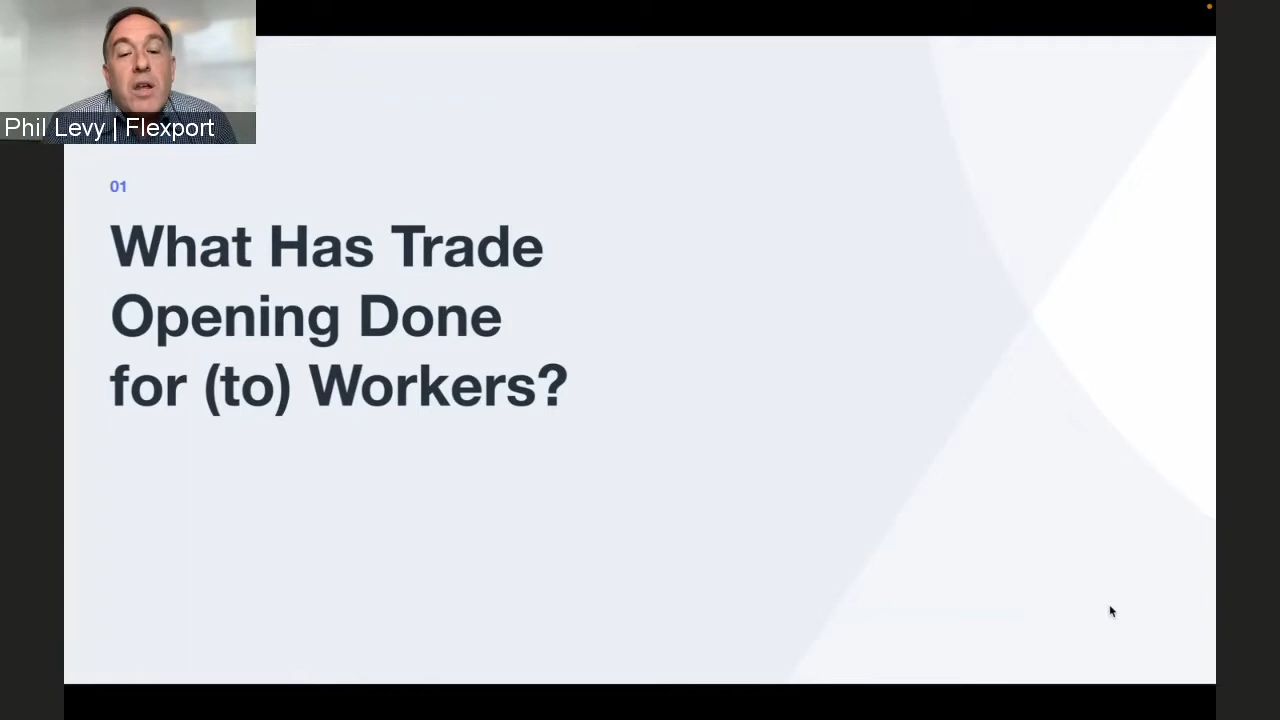 Phil Levy | Flexport
01
What Has Trade
Opening Done
for (to) Workers?